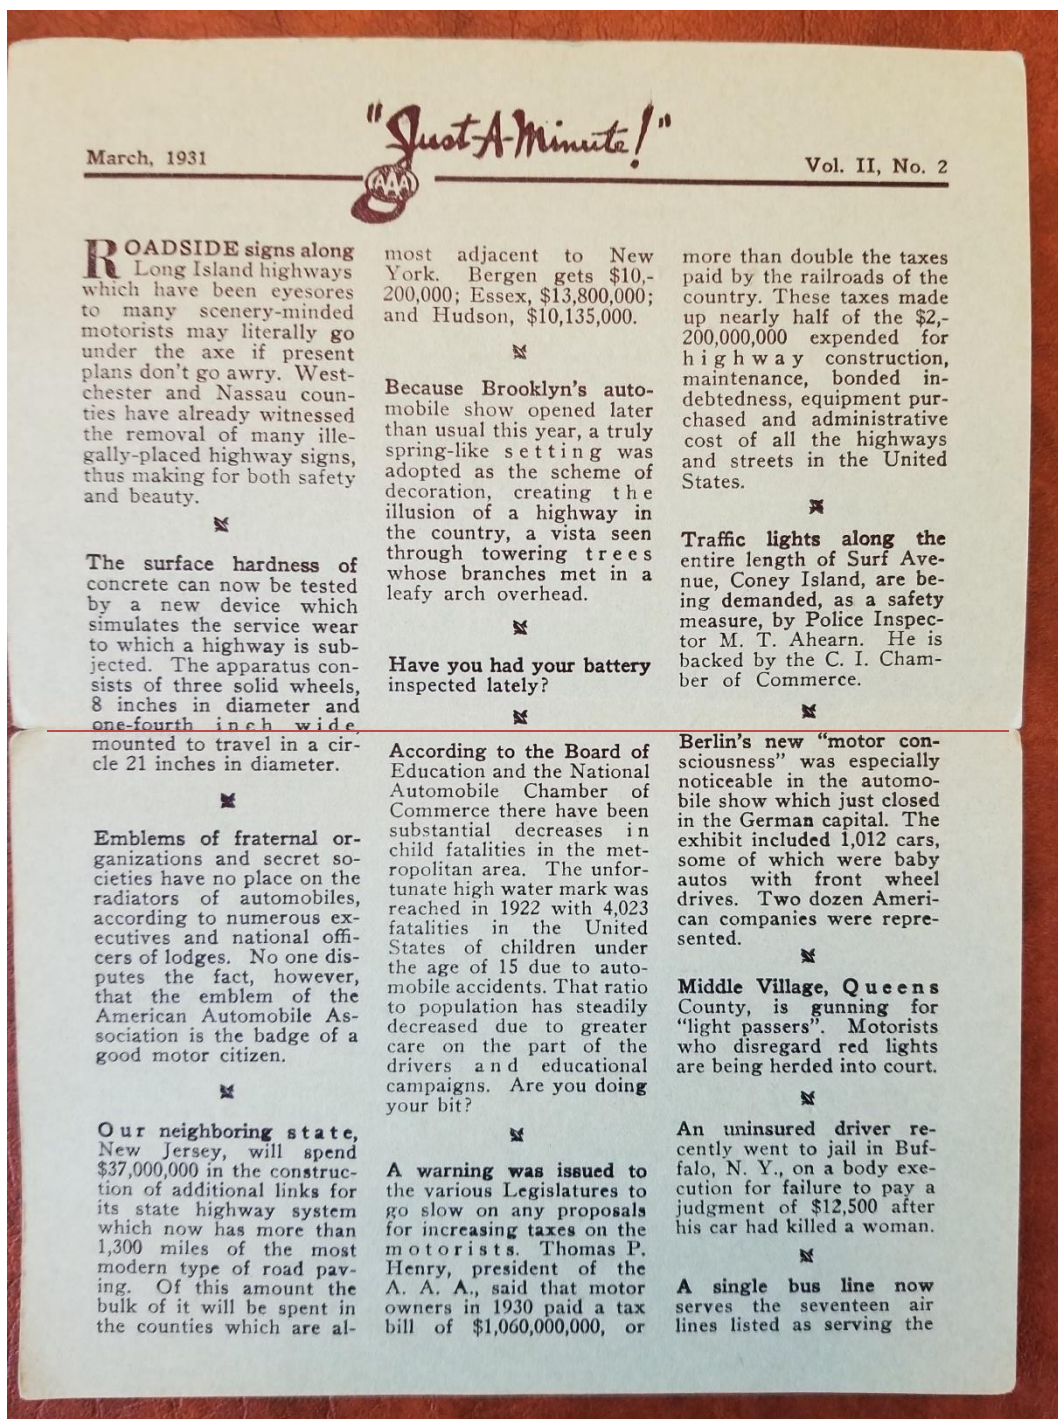 "Just-A-Minute!"
March, 1931
AAA
Vol. II, No. 2
ROADSIDE signs along
Long Island highways
which have been eyesores
to many scenery-minded
motorists may literally go
under the axe if present
plans don't go awry. West-
chester and Nassau coun-
ties have already witnessed
the removal of many ille-
gally-placed highway signs,
thus making for both safety
and beauty.
The surface hardness of
concrete can now be tested
by a new device which
simulates the service wear
to which a highway is sub-
jected. The apparatus con-
sists of three solid wheels,
8 inches in diameter and
one-fourth inch wide,
mounted to travel in a cir-
cle 21 inches in diameter.
Emblems of fraternal or-
ganizations and secret so-
cieties have no place on the
radiators of automobiles,
according to numerous ex-
ecutives and national offi-
cers of lodges. No one dis-
putes the fact, however,
that the emblem of the
American Automobile As-
sociation is the badge of a
good motor citizen.
Our neighboring state,
New Jersey, will spend
$37,000,000 in the construc-
tion of additional links for
its state highway system
which now has more than
1,300 miles of the most
modern type of road pav-
ing. Of this amount the
bulk of it will be spent in
the counties which are al-
most adjacent to New
York. Bergen gets $10,-
200,000; Essex, $13,800,000;
and Hudson, $10,135,000.
Because Brooklyn's auto-
mobile show opened later
than usual this year, a truly
spring-like setting was
adopted as the scheme of
decoration, creating the
illusion of a highway in
the country, a vista seen
through towering trees
whose branches met in a
leafy arch overhead.
Have you had your battery
inspected lately?
According to the Board of
Education and the National
Automobile Chamber of
Commerce there have been
substantial decreases in
child fatalities in the met-
ropolitan area. The unfor-
tunate high water mark was
reached in 1922 with 4,023
fatalities in the United
States of children under
the age of 15 due to auto-
mobile accidents. That ratio
to population has steadily
decreased due to greater
care on the part of the
drivers and educational
campaigns. Are you doing
your bit?
A warning was issued to
the various Legislatures to
go slow on any proposals
for increasing taxes on the
motorists. Thomas P.
Henry, president of the
A. A. A., said that motor
owners in 1930 paid a tax
bill of $1,060,000,000, or
more than double the taxes
paid by the railroads of the
country. These taxes made
up nearly half of the $2,-
200,000,000 expended for
highway construction,
maintenance, bonded in-
debtedness, equipment pur-
chased and administrative
cost of all the highways
and streets in the United
States.
Traffic lights along the
entire length of Surf Ave-
nue, Coney Island, are be-
ing demanded, as a safety
measure, by Police Inspec-
tor M. T. Ahearn. He is
backed by the C. I. Cham-
ber of Commerce.
Berlin's new "motor con-
sciousness" was especially
noticeable in the automo-
bile show which just closed
in the German capital. The
exhibit included 1,012 cars,
some of which were baby
autos with front wheel
drives. Two dozen Ameri-
can companies were repre-
sented.
Middle Village, Queens
County, is gunning for
"light passers". Motorists
who disregard red lights
are being herded into court.
An uninsured driver re-
cently went to jail in Buf-
falo, N. Y., on a body exe-
cution for failure to pay a
judgment of $12,500 after
his car had killed a woman.
A single bus line now
serves the seventeen air
lines listed as serving the